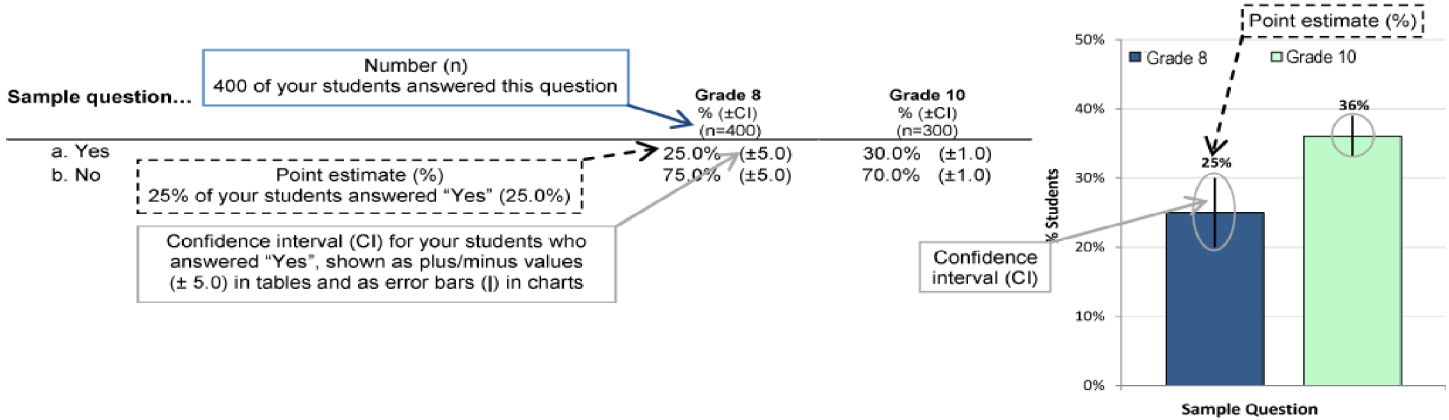 Sample question…
Number (n)
400 of your students answered this question
Grade 8
% (±CI)
(n=400)
Grade 10
% (±CI)
(n=300)
a. Yes
25.0% (±5.0)
30.0% (±1.0)
b. No
75.0% (±5.0)
70.0% (±1.0)
Point estimate (%)
25% of your students answered “Yes” (25.0%)
Confidence interval (CI) for your students who
answered “Yes”, shown as plus/minus values
(± 5.0) in tables and as error bars (|) in charts
Point estimate (%)
Grade 8
Grade 10
50%
40%
30%
20%
10%
0%
% Students
25%
36%
Confidence
interval (CI)
Sample Question